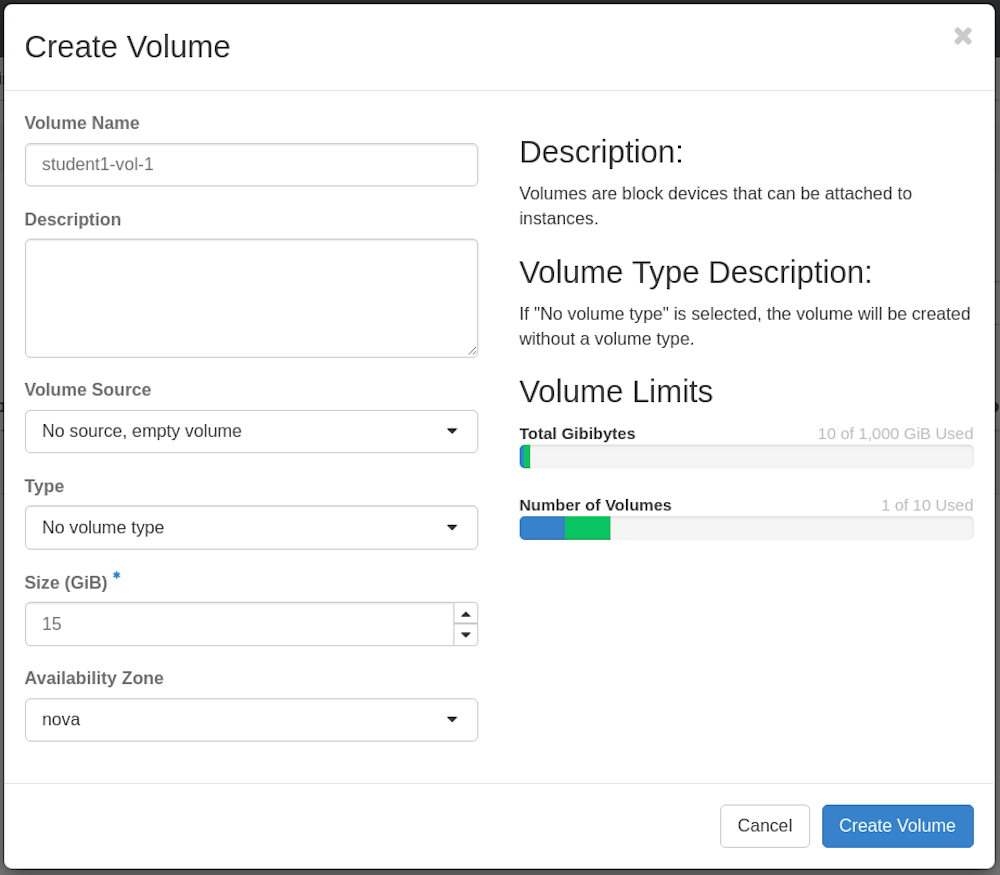 Create Volume
Volume Name
student1-vol-1
Description
Volume Source
No source, empty volume
Type
No volume type
Size (GiB) *
15
Availability Zone
nova
Description:
Volumes are block devices that can be attached to
instances.
Volume Type Description:
If "No volume type" is selected, the volume will be created
without a volume type.
Volume Limits
Total Gibibytes 10 of 1,000 GiB Used
Number of Volumes 1 of 10 Used
Cancel Create Volume